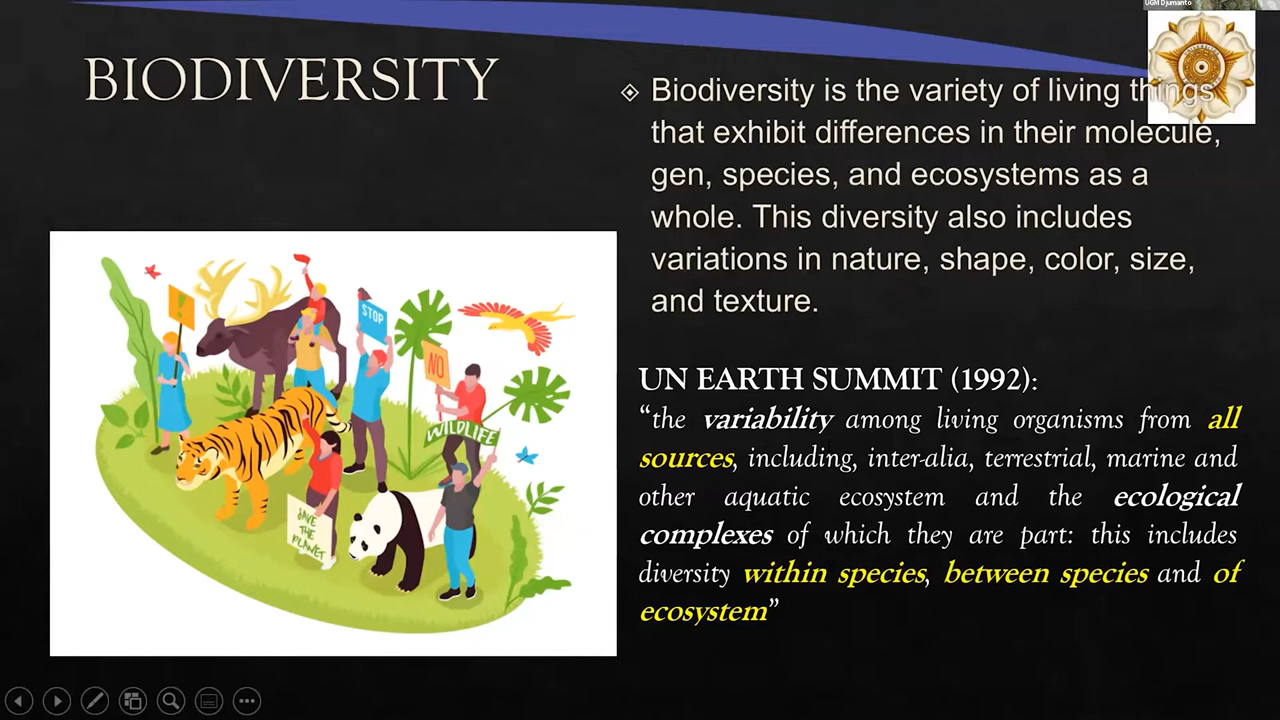 UGM Djumanto
BIODIVERSITY
Biodiversity is the variety of living things
that exhibit differences in their molecule,
gen, species, and ecosystems as a
whole. This diversity also includes
variations in nature, shape, color, size,
and texture.
UN EARTH SUMMIT (1992):
“the variability among living organisms from all
sources, including, inter-alia, terrestrial, marine and
other aquatic ecosystem and the ecological
complexes of which they are part: this includes
diversity within species, between species and of
ecosystem”
!
STOP
NO
WILDLIFE
SAVE
THE
PLANET